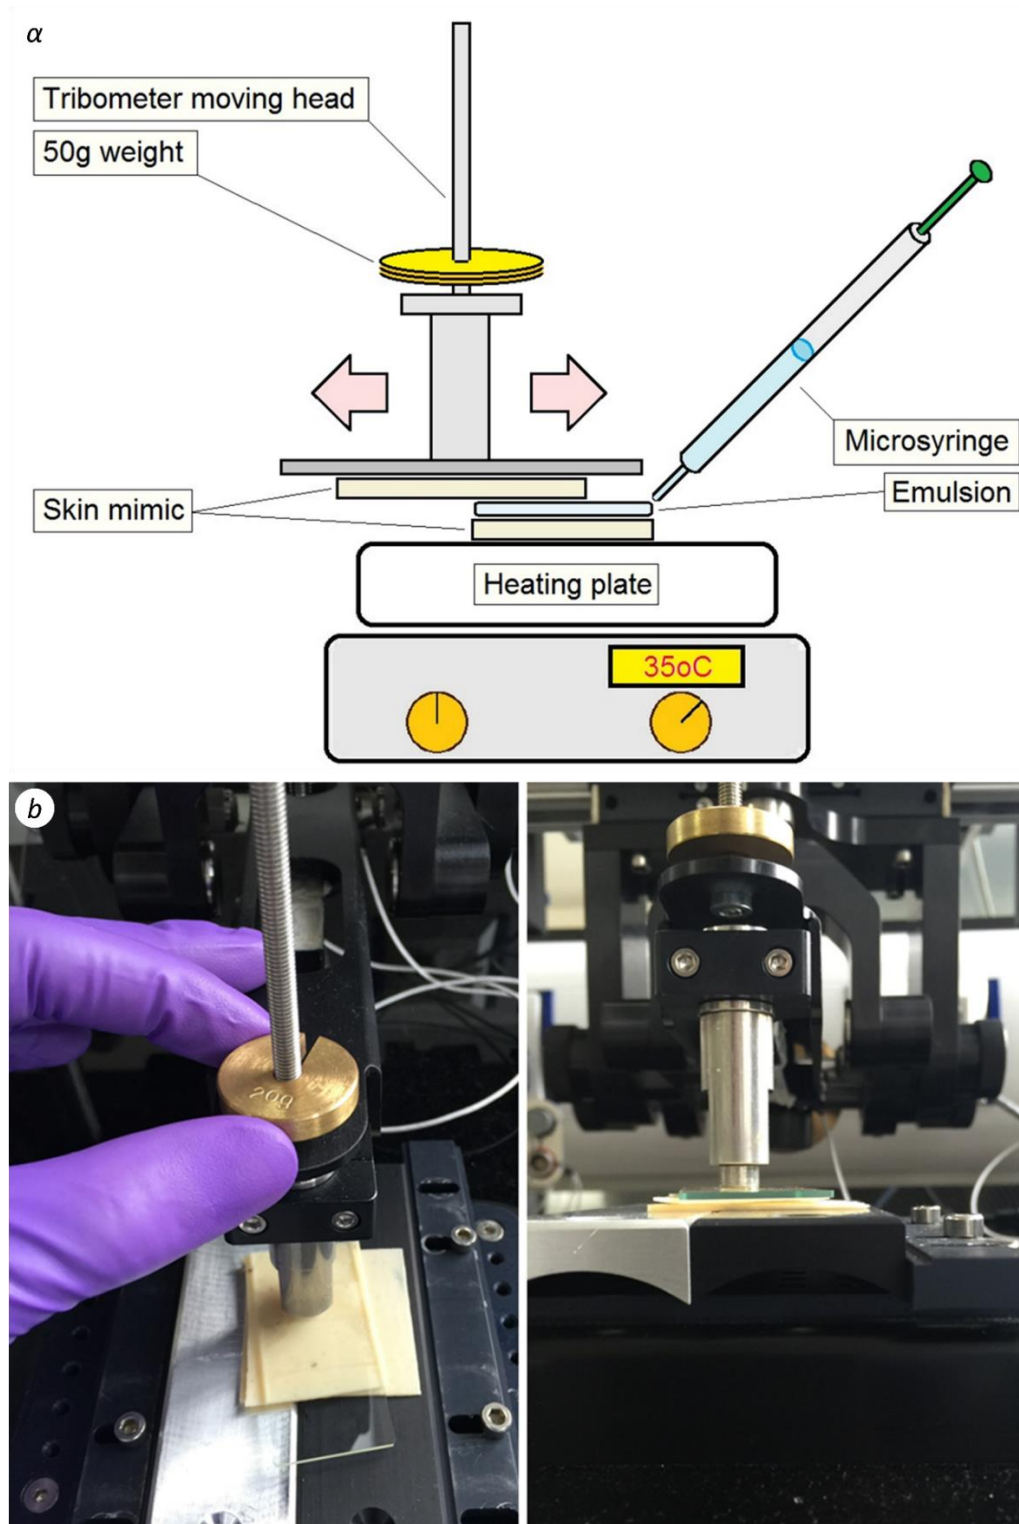 α
Tribometer moving head
50g weight
Microsyringe
Emulsion
Skin mimic
Heating plate
35oC
b
20g